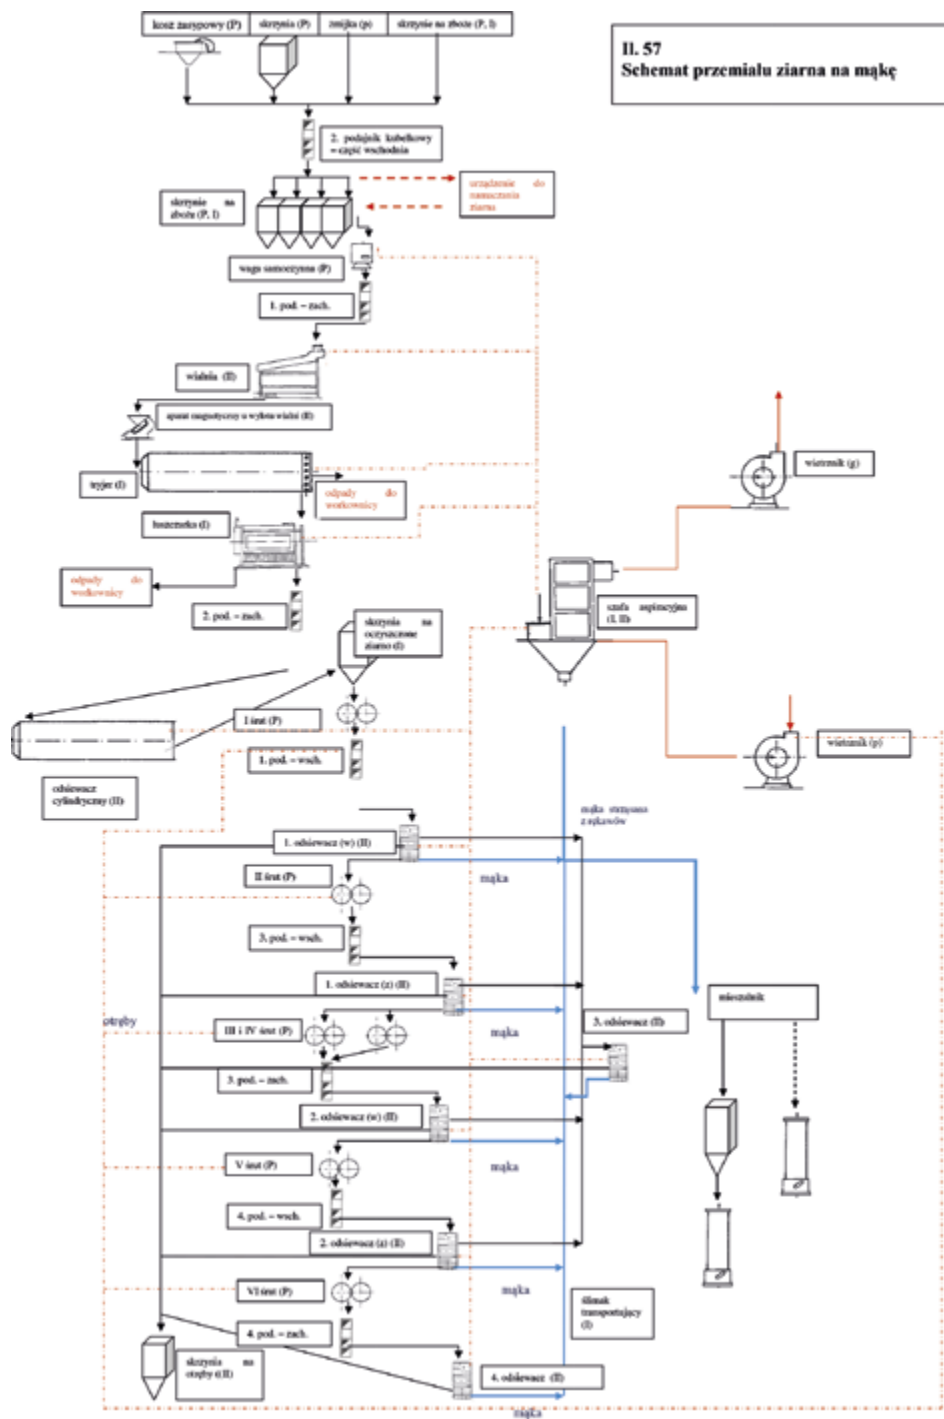 kosz zasypowy (P)
skrzynia (P)
żmijka (p)
skrzynie na zboże (P, I)
Il. 57
Schemat przemiału ziarna na mąkę
2. podajnik kubełkowy
– część wschodnia
urządzenie do
namaczania
ziarna
skrzynie na
zboże (P, I)
waga samoczynna (P)
1. pod. – zach.
wialnia (II)
aparat magnetyczny u wylotu wialni (II)
tryjer (I)
odpady do
workownicy
łuszczarka (I)
odpady do
workownicy
2. pod. – zach.
wietrznik (g)
szafa aspiracyjna
(I, II)
skrzynia na
oczyszczone
ziarno (I)
I śrut (P)
1. pod. – wsch.
odsiewacz
cylindryczny (II)
wietrznik (p)
mąka strząsana
z rękawów
1. odsiewacz (w) (II)
mąka
II śrut (P)
3. pod. – wsch.
1. odsiewacz (z) (II)
mieszalnik
otręby
III i IV śrut (P)
mąka
3. odsiewacz (II)
3. pod. – zach.
2. odsiewacz (w) (II)
V śrut (P)
mąka
4. pod. – wsch.
2. odsiewacz (z) (II)
VI śrut (P)
mąka
ślimak
transportujący
(I)
4. pod. – zach.
skrzynia na
otręby
4. odsiewacz (II)
mąka